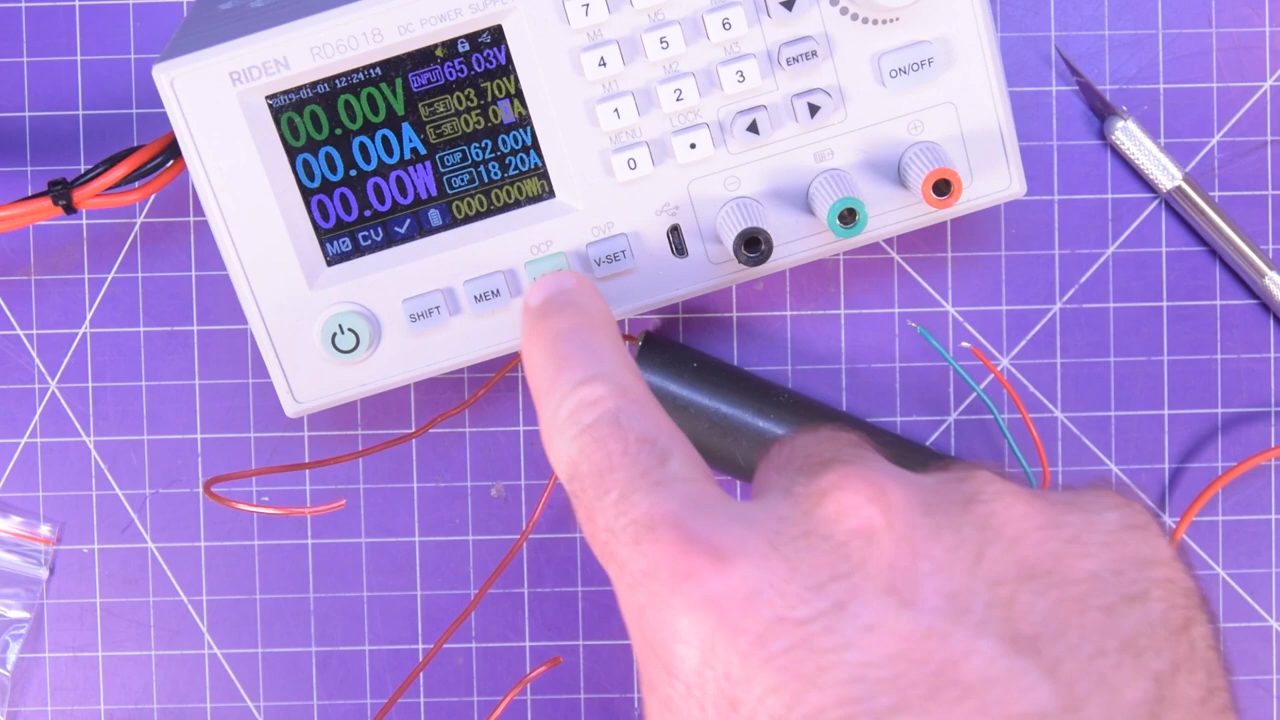 RIDEN RD6018 DC POWER SUPP
2019-01-01 12:24:14
00.00V
INPUT 65.03V
00.00A
V-SET 03.70V
I-SET 05.0 A
00.00W
OVP 62.00V
OCP 18.20A
000.000Wh
M0 CV
7
M4 M5
4 5 6
M1 M2 M3
1 2 3
MENU LOCK
0 •
ENTER
ON/OFF
OCP OVP
SHIFT MEM V-SET